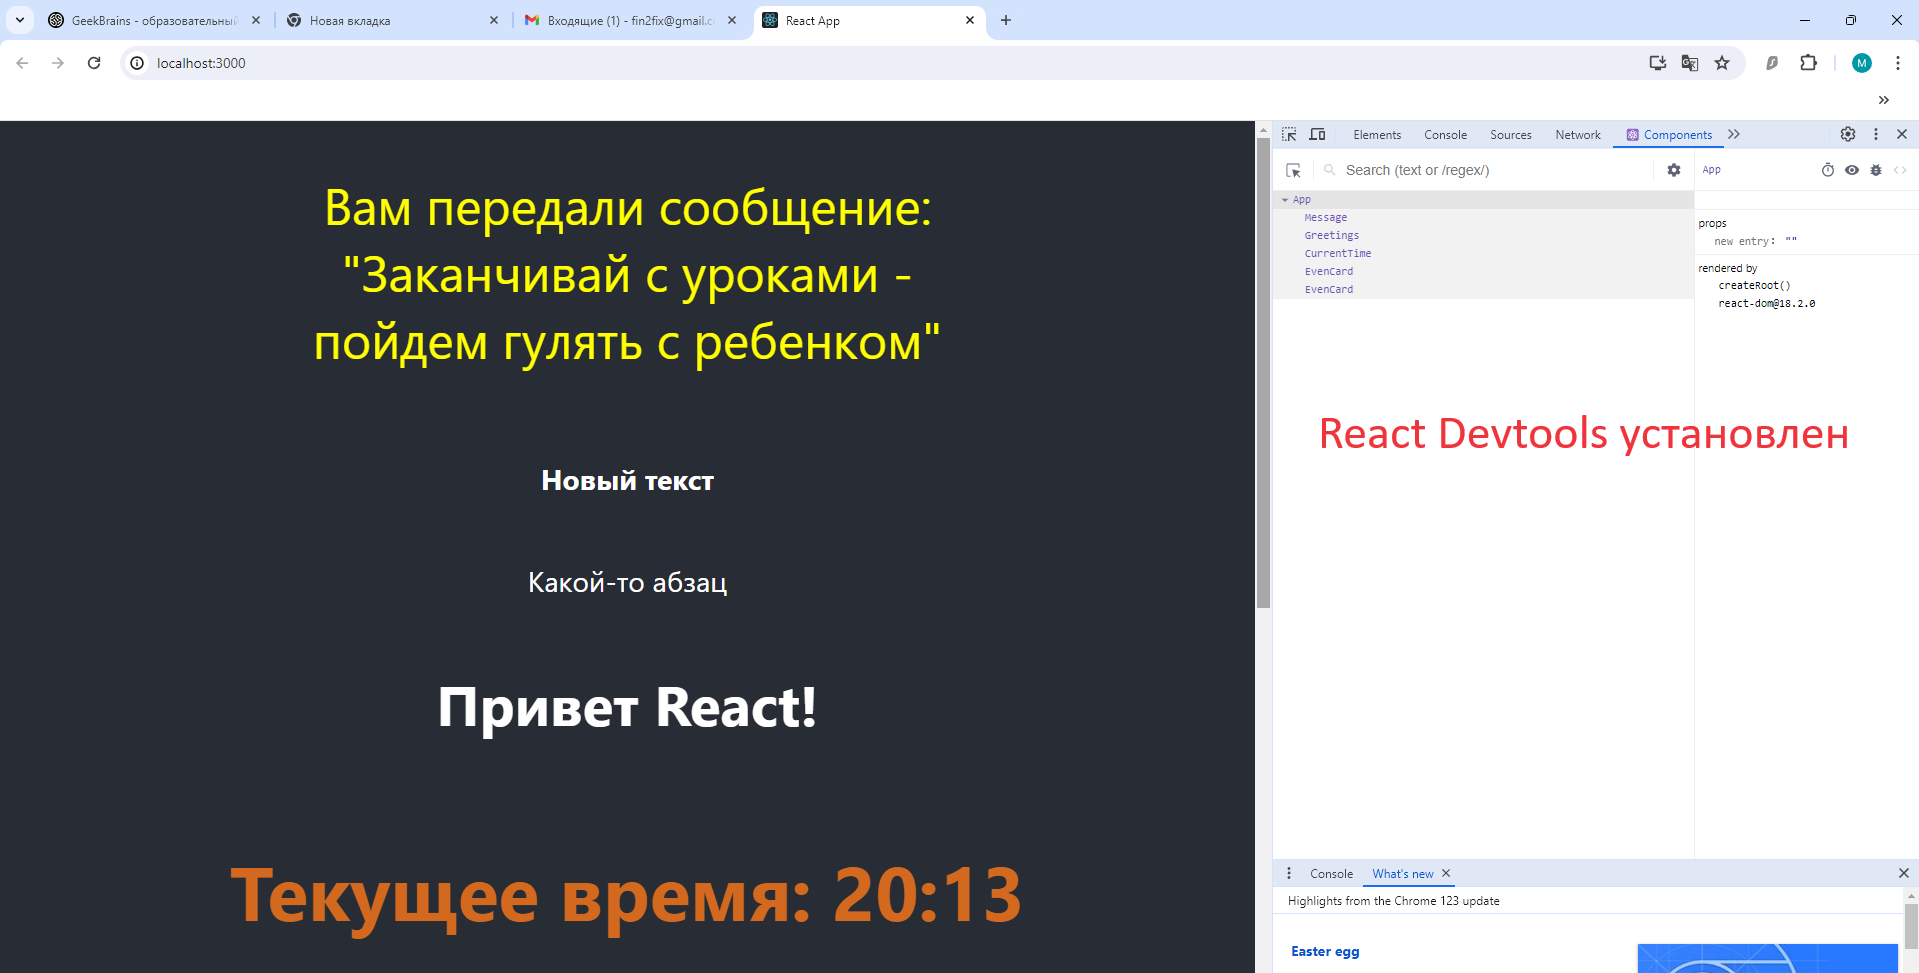 GeekBrains - образовательный
Новая вкладка
Входящие (1) - fin2fix@gmail.c
React App
localhost:3000
M
Вам передали сообщение:
"Заканчивай с уроками -
пойдем гулять с ребенком"
Новый текст
Какой-то абзац
Привет React!
Текущее время: 20:13
Elements
Console
Sources
Network
Components
Search (text or /regex/)
App
Message
Greetings
CurrentTime
EvenCard
EvenCard
App
props
new entry: ""
rendered by
createRoot()
react-dom@18.2.0
React Devtools установлен
Console
What's new
Highlights from the Chrome 123 update
Easter egg